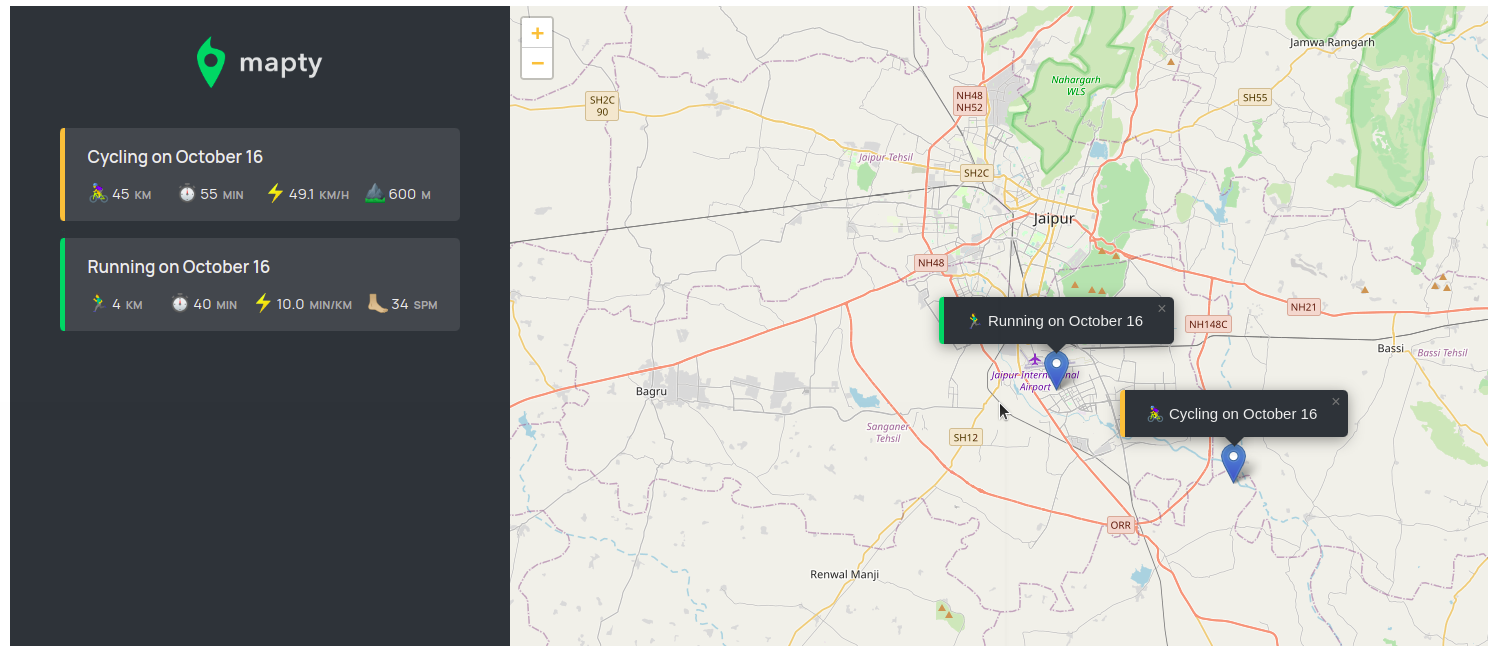 mapty
Cycling on October 16
45 KM 55 MIN 49.1 KM/H 600 M
Running on October 16
4 KM 40 MIN 10.0 MIN/KM 34 SPM
+
−
Jamwa Ramgarh
Nahargarh
WLS
NH48
NH52
SH2C
90
SH55
Jaipur Tehsil
SH2C
Jaipur
NH48
NH21
Running on October 16 ×
NH148C
Bassi
Bassi Tehsil
Jaipur International
Airport
Bagru
Cycling on October 16 ×
Sanganer
Tehsil
SH12
ORR
Renwal Manji